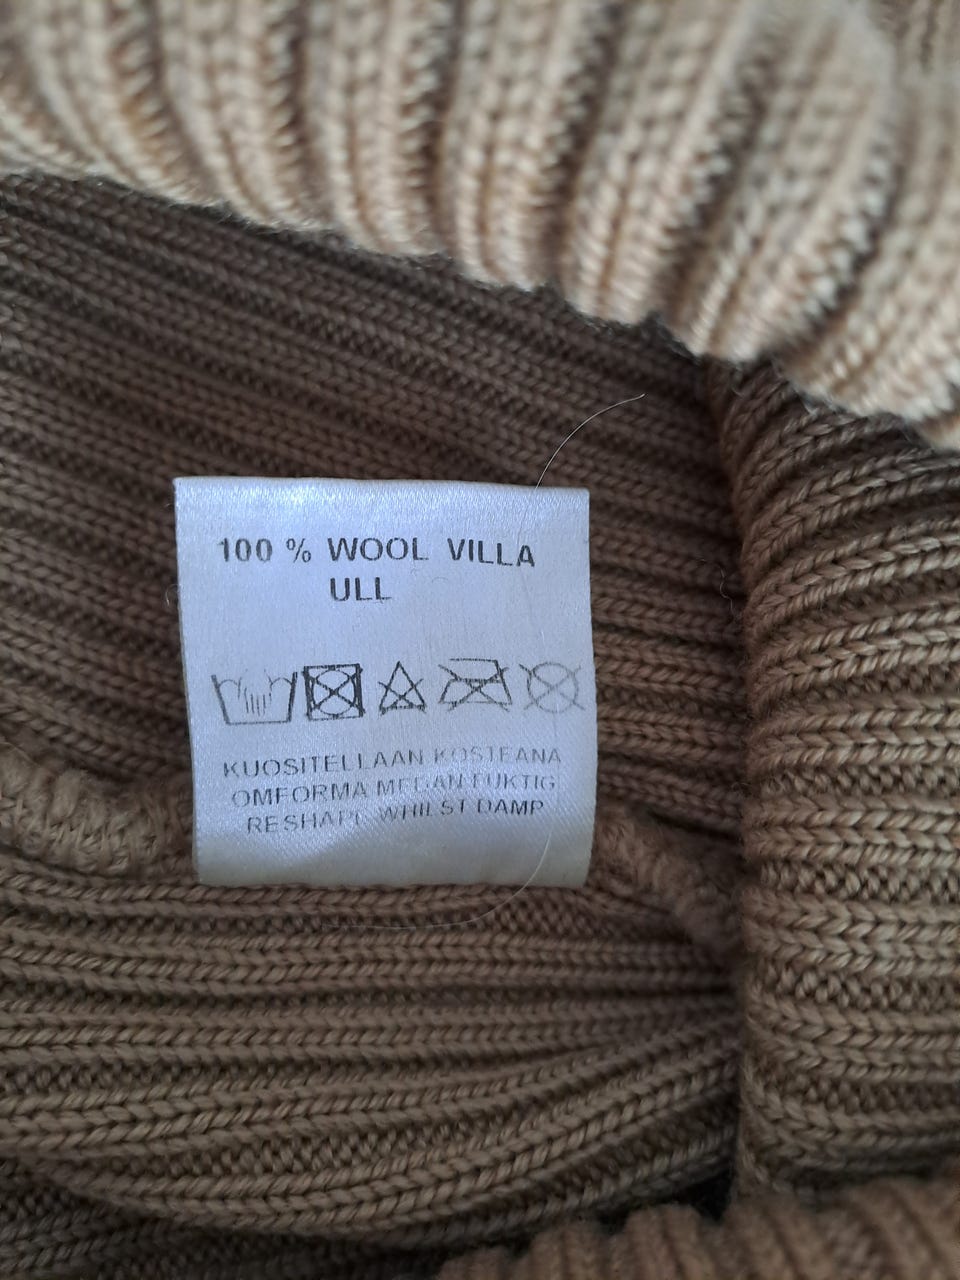 100 % WOOL VILLA
ULL
KUOSITELLAAN KOSTEANA
OMFORMA MEDAN FUKTIG
RESHAPE WHILST DAMP